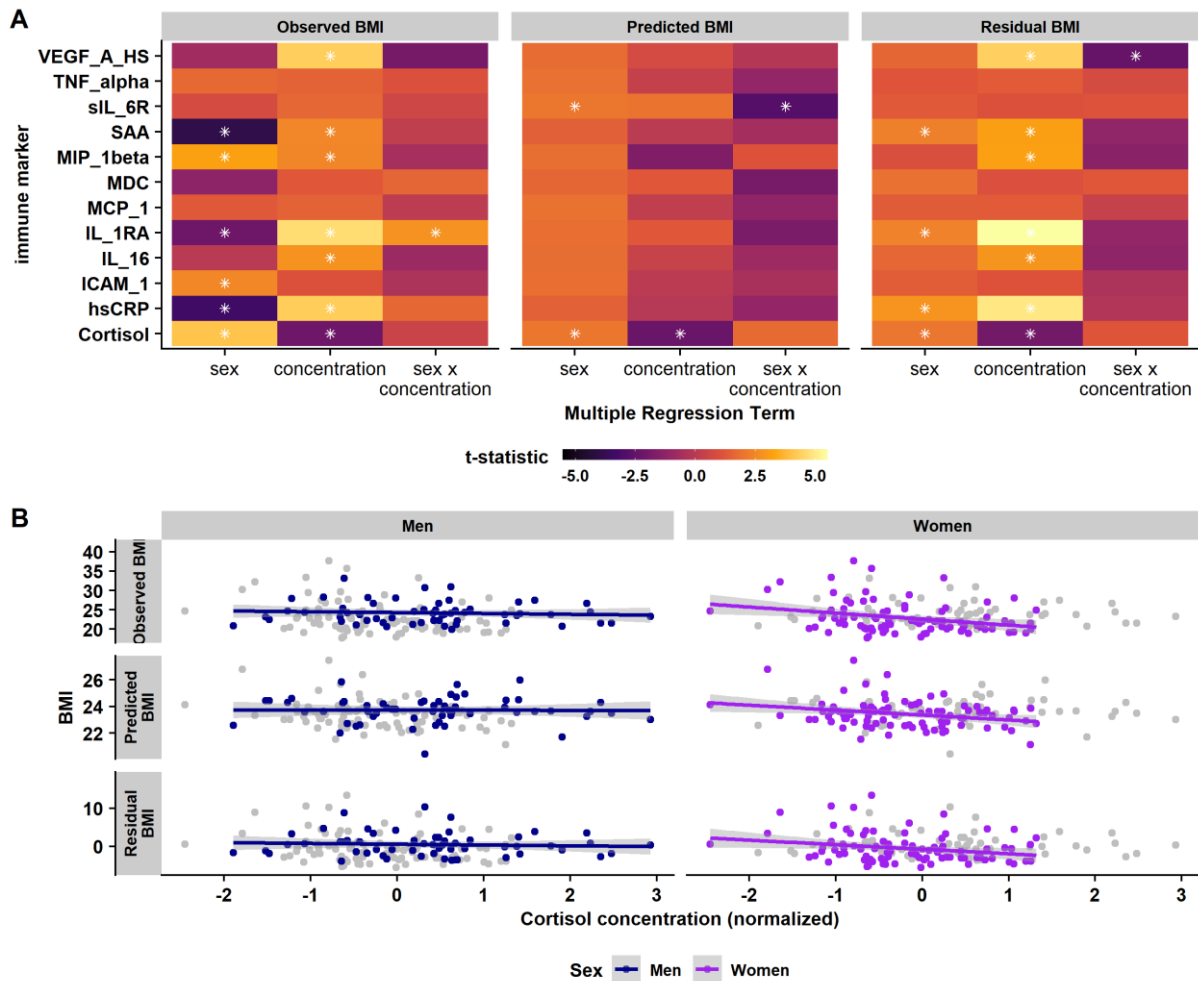 A
Observed BMI
Predicted BMI
Residual BMI
immune marker
VEGF_A_HS
TNF_alpha
sIL_6R
SAA
MIP_1beta
MDC
MCP_1
IL_1RA
IL_16
ICAM_1
hsCRP
Cortisol
sex
concentration
sex x
concentration
sex
concentration
sex x
concentration
sex
concentration
sex x
concentration
Multiple Regression Term
t-statistic
-5.0
-2.5
0.0
2.5
5.0
B
Men
Women
BMI
Observed BMI
40
35
30
25
20
Predicted
BMI
26
24
22
Residual
BMI
10
0
-2
-1
0
1
2
3
-2
-1
0
1
2
3
Cortisol concentration (normalized)
Sex
Men
Women